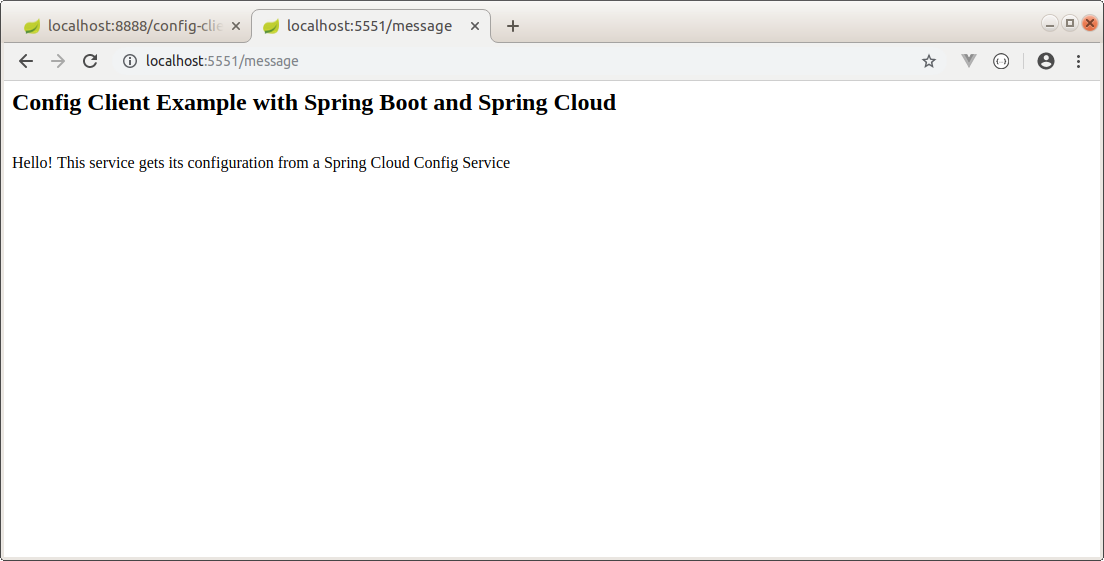 localhost:8888/config-clie
localhost:5551/message
localhost:5551/message
Config Client Example with Spring Boot and Spring Cloud
Hello! This service gets its configuration from a Spring Cloud Config Service